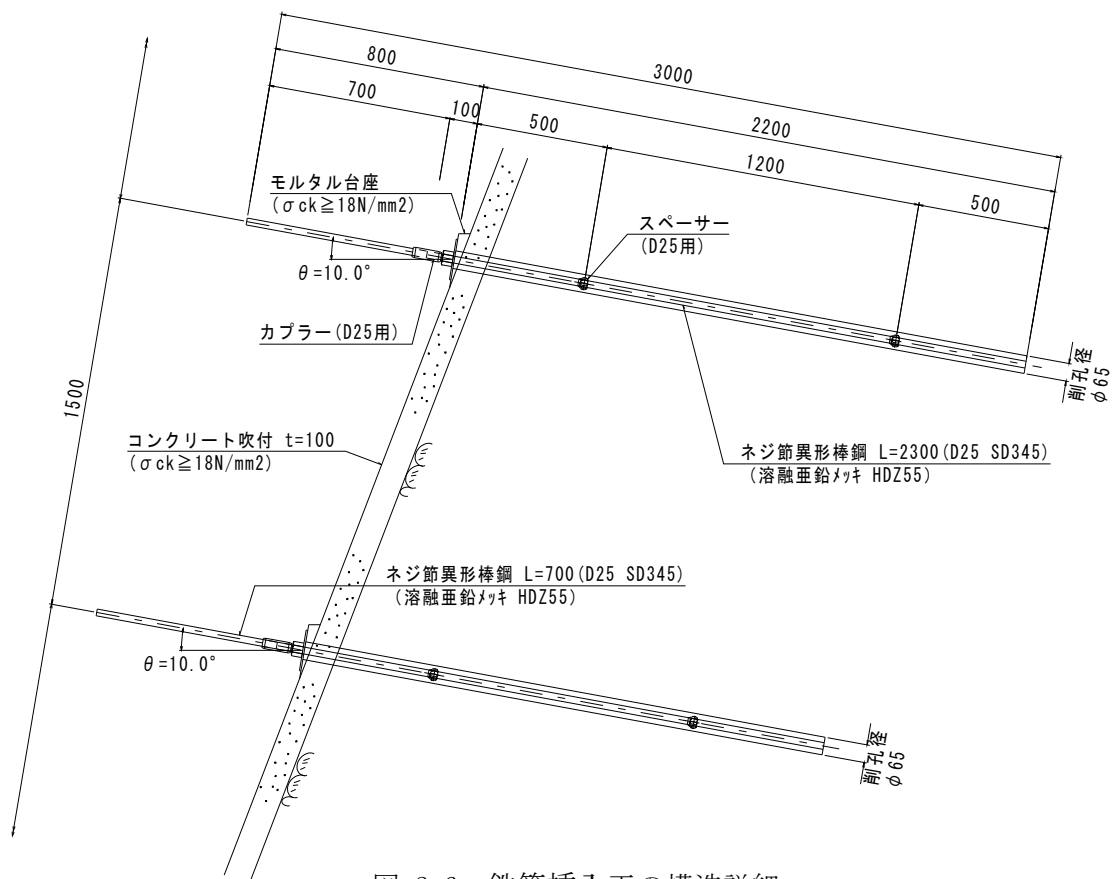 3000
800
2200
700
100
500
1200
500
モルタル台座
(σck≧18N/mm2)
スペーサー
(D25用)
θ=10.0°
カプラー(D25用)
削孔径
φ65
1500
コンクリート吹付 t=100
(σck≧18N/mm2)
ネジ節異形棒鋼 L=2300(D25 SD345)
(溶融亜鉛メッキ HDZ55)
ネジ節異形棒鋼 L=700(D25 SD345)
(溶融亜鉛メッキ HDZ55)
θ=10.0°
削孔径
φ65